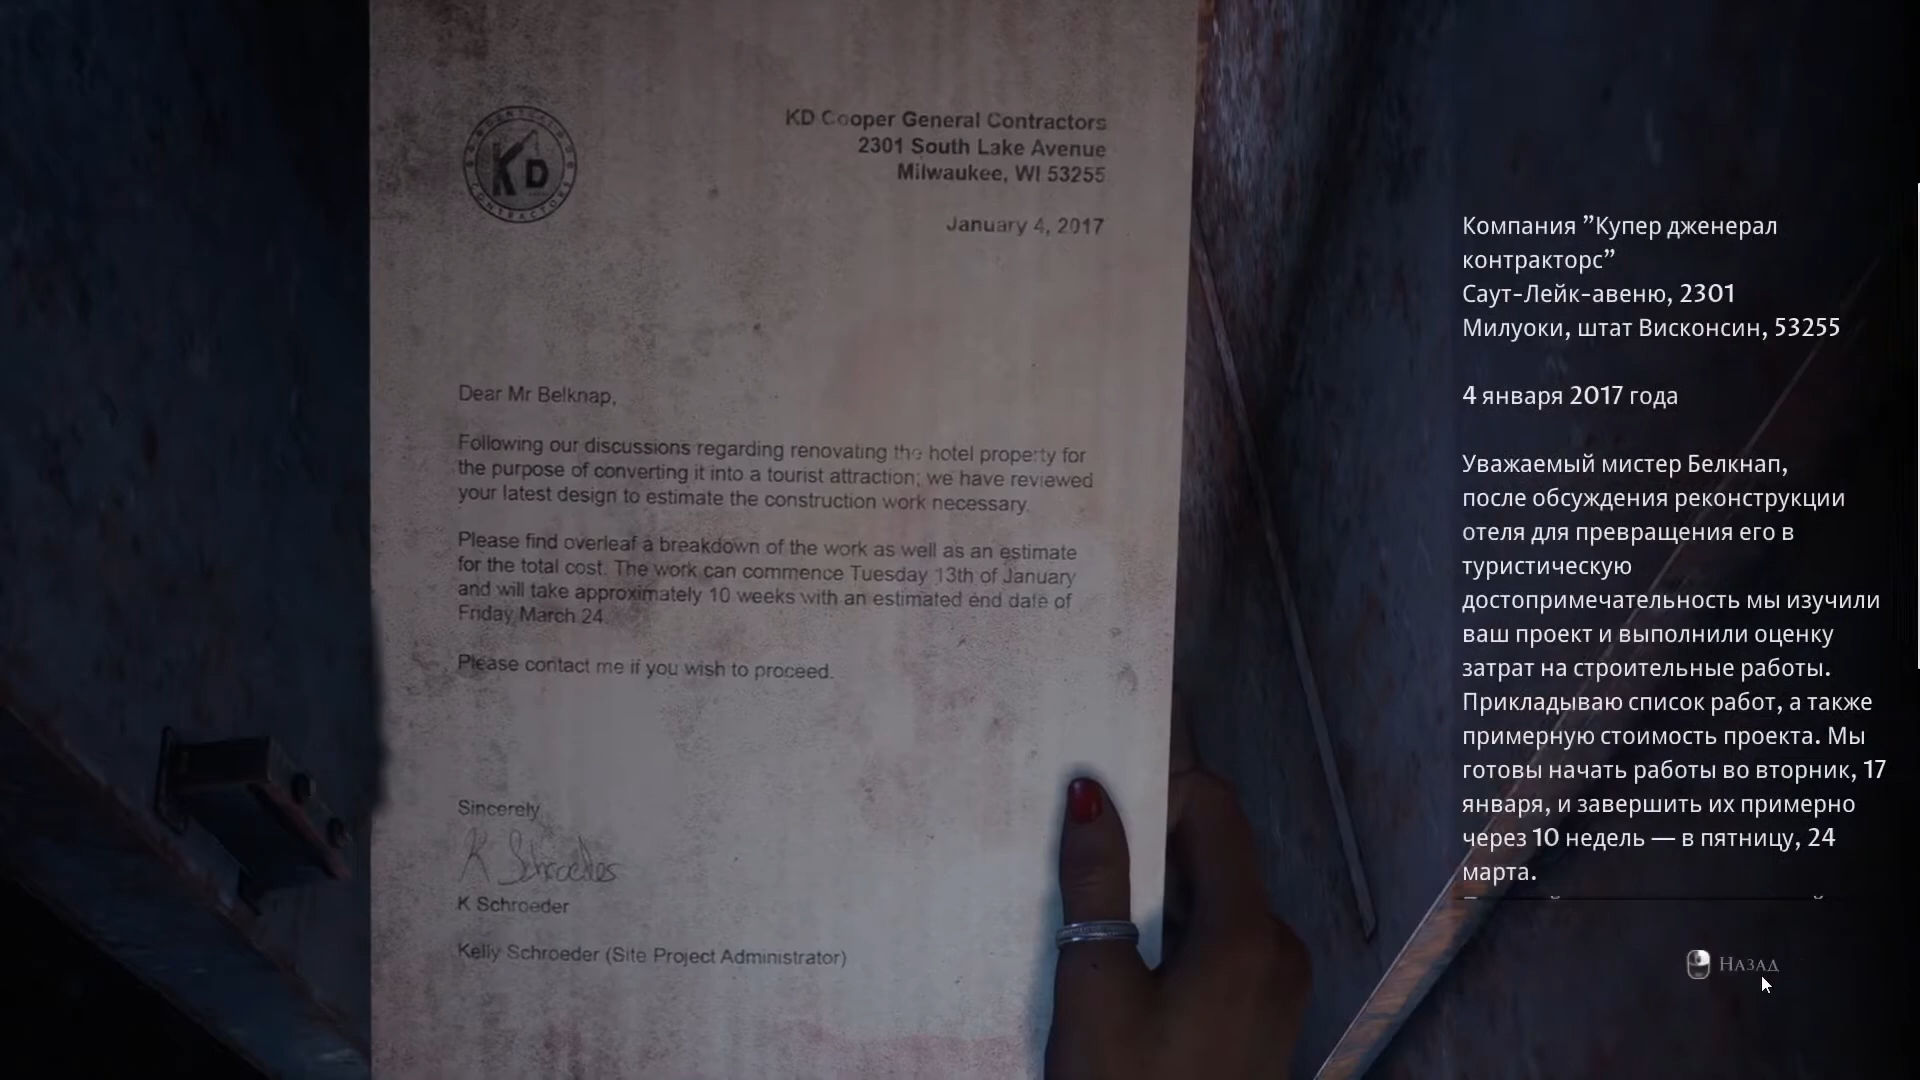 KD
CONTRACTORS
KD Cooper General Contractors
2301 South Lake Avenue
Milwaukee, WI 53255
January 4, 2017
Dear Mr Belknap,
Following our discussions regarding renovating the hotel property for
the purpose of converting it into a tourist attraction; we have reviewed
your latest design to estimate the construction work necessary.
Please find overleaf a breakdown of the work as well as an estimate
for the total cost. The work can commence Tuesday 13th of January
and will take approximately 10 weeks with an estimated end date of
Friday March 24.
Please contact me if you wish to proceed.
Sincerely
K Schroeder
K Schroeder
Kelly Schroeder (Site Project Administrator)
Компания ”Купер дженерал
контракторс”
Саут-Лейк-авеню, 2301
Милуоки, штат Висконсин, 53255
4 января 2017 года
Уважаемый мистер Белкнап,
после обсуждения реконструкции
отеля для превращения его в
туристическую
достопримечательность мы изучили
ваш проект и выполнили оценку
затрат на строительные работы.
Прикладываю список работ, а также
примерную стоимость проекта. Мы
готовы начать работы во вторник, 17
января, и завершить их примерно
через 10 недель — в пятницу, 24
марта.
Назад